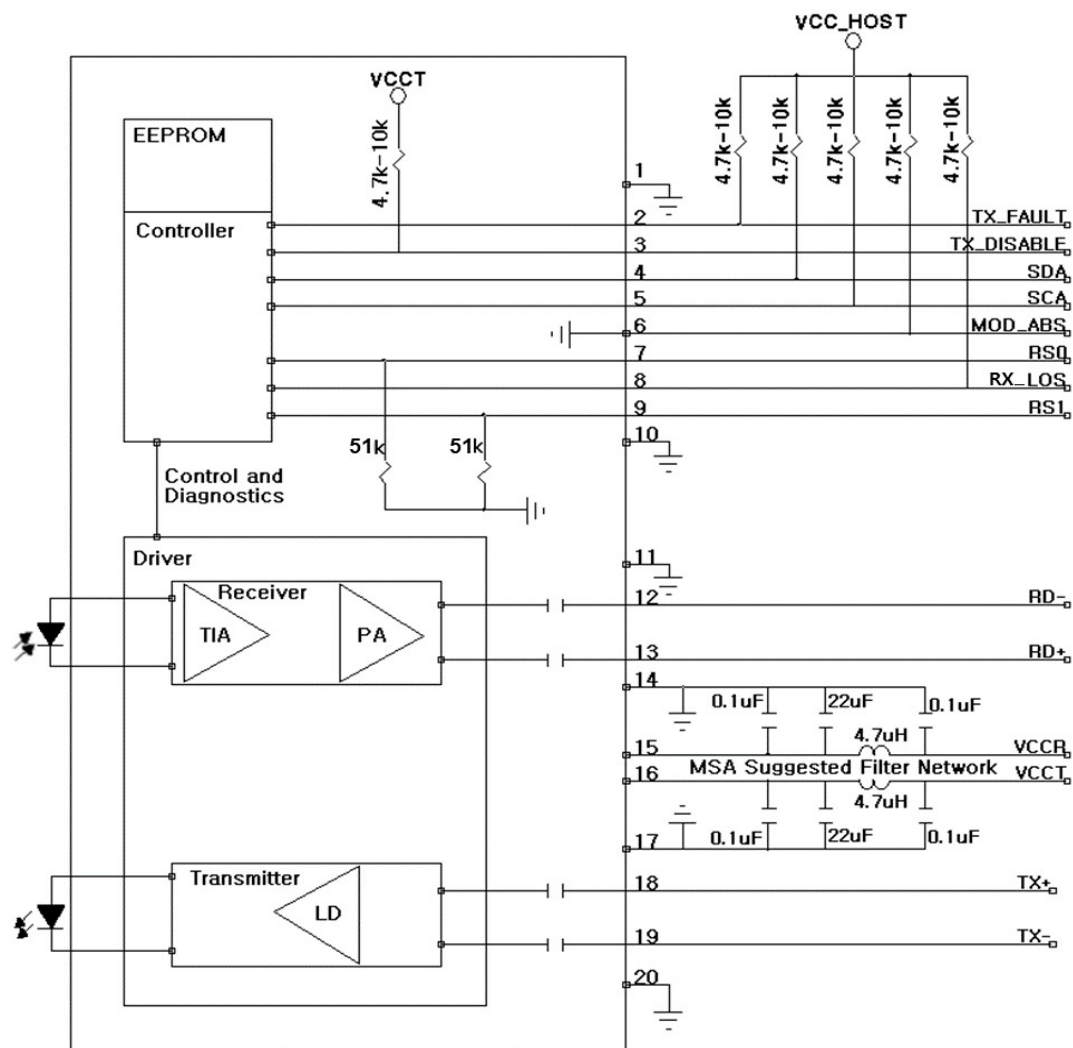 VCC_HOST
VCCT
4.7k-10k
4.7k-10k
4.7k-10k
4.7k-10k
4.7k-10k
4.7k-10k
EEPROM
Controller
1
2
TX_FAULT
3
TX_DISABLE
4
SDA
5
SCA
6
MOD_ABS
7
RS0
8
RX_LOS
9
RS1
10
51k
51k
Control and
Diagnostics
Driver
11
Receiver
TIA
PA
12
RD-
13
RD+
14
0.1uF
22uF
0.1uF
4.7uH
15
VCCR
MSA Suggested Filter Network
16
VCCT
4.7uH
0.1uF
22uF
0.1uF
17
Transmitter
LD
18
TX+
19
TX-
20